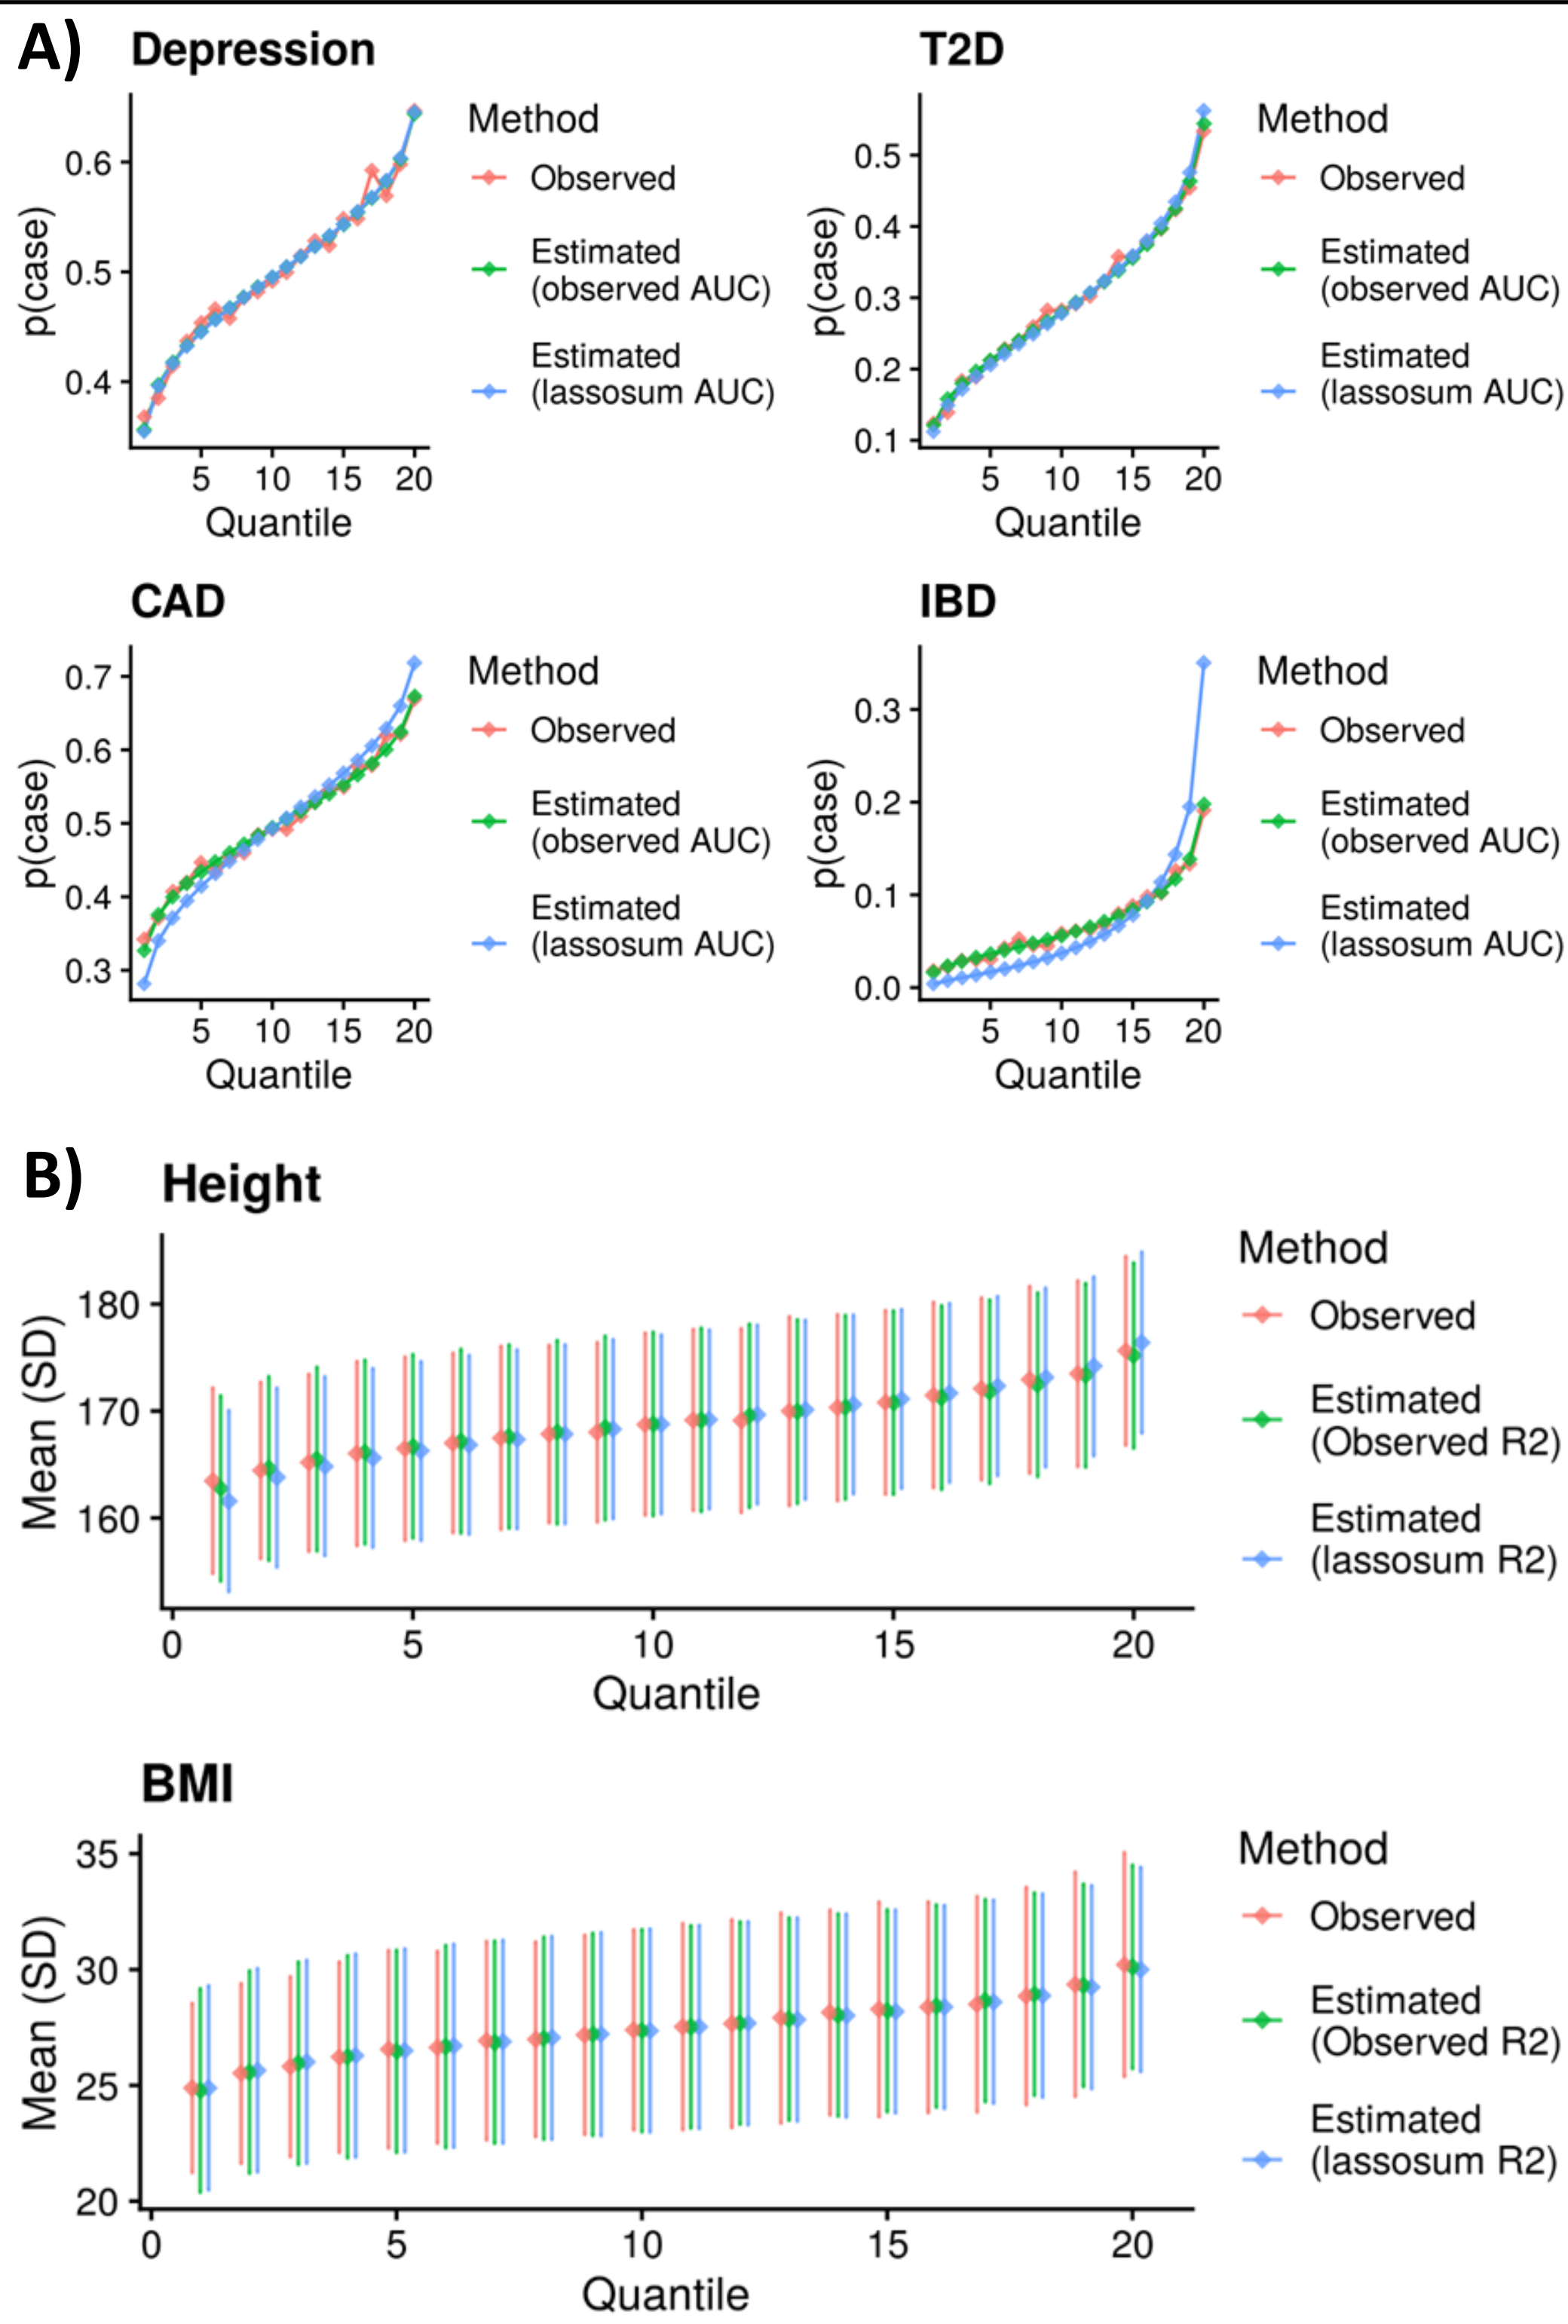 A)
Depression
p(case)
0.6
0.5
0.4
5 10 15 20
Quantile
Method
Observed
Estimated
(observed AUC)
Estimated
(lassosum AUC)
T2D
p(case)
0.5
0.4
0.3
0.2
0.1
5 10 15 20
Quantile
Method
Observed
Estimated
(observed AUC)
Estimated
(lassosum AUC)
CAD
p(case)
0.7
0.6
0.5
0.4
0.3
5 10 15 20
Quantile
Method
Observed
Estimated
(observed AUC)
Estimated
(lassosum AUC)
IBD
p(case)
0.3
0.2
0.1
0.0
5 10 15 20
Quantile
Method
Observed
Estimated
(observed AUC)
Estimated
(lassosum AUC)
B)
Height
Mean (SD)
180
170
160
0 5 10 15 20
Quantile
Method
Observed
Estimated
(Observed R2)
Estimated
(lassosum R2)
BMI
Mean (SD)
35
30
25
20
0 5 10 15 20
Quantile
Method
Observed
Estimated
(Observed R2)
Estimated
(lassosum R2)